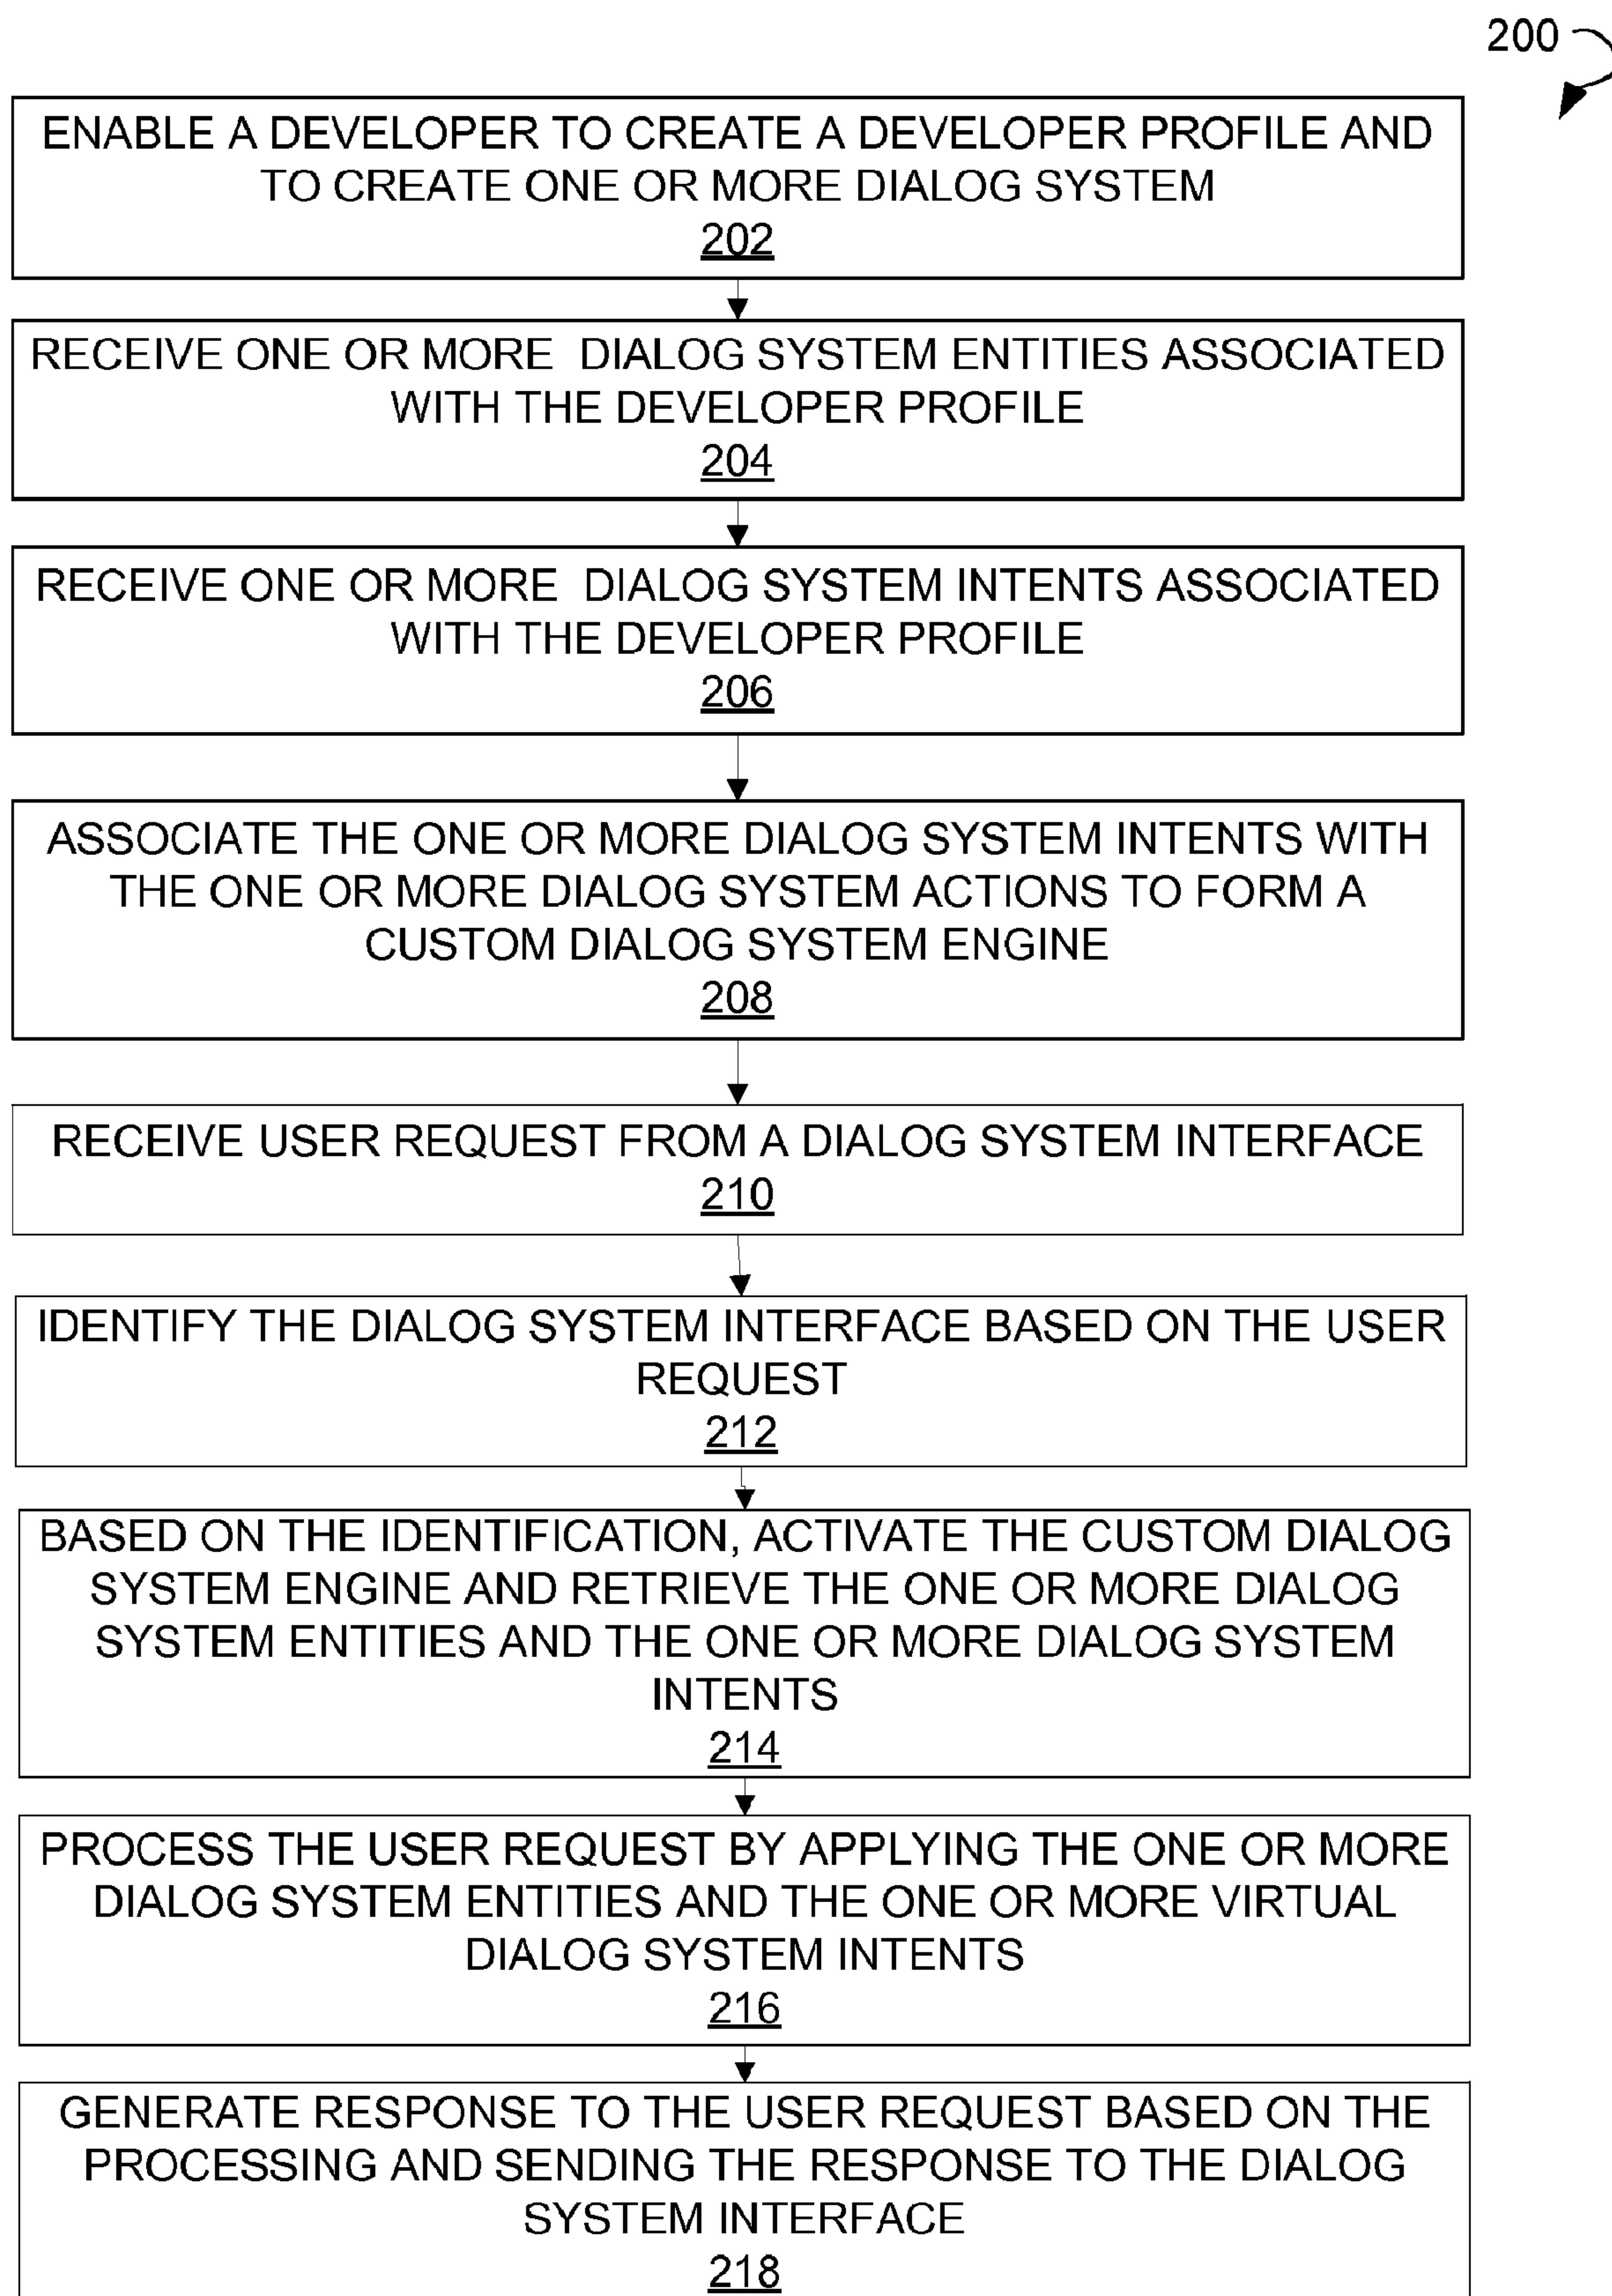 200
ENABLE A DEVELOPER TO CREATE A DEVELOPER PROFILE AND
TO CREATE ONE OR MORE DIALOG SYSTEM
202
RECEIVE ONE OR MORE DIALOG SYSTEM ENTITIES ASSOCIATED
WITH THE DEVELOPER PROFILE
204
RECEIVE ONE OR MORE DIALOG SYSTEM INTENTS ASSOCIATED
WITH THE DEVELOPER PROFILE
206
ASSOCIATE THE ONE OR MORE DIALOG SYSTEM INTENTS WITH
THE ONE OR MORE DIALOG SYSTEM ACTIONS TO FORM A
CUSTOM DIALOG SYSTEM ENGINE
208
RECEIVE USER REQUEST FROM A DIALOG SYSTEM INTERFACE
210
IDENTIFY THE DIALOG SYSTEM INTERFACE BASED ON THE USER
REQUEST
212
BASED ON THE IDENTIFICATION, ACTIVATE THE CUSTOM DIALOG
SYSTEM ENGINE AND RETRIEVE THE ONE OR MORE DIALOG
SYSTEM ENTITIES AND THE ONE OR MORE DIALOG SYSTEM
INTENTS
214
PROCESS THE USER REQUEST BY APPLYING THE ONE OR MORE
DIALOG SYSTEM ENTITIES AND THE ONE OR MORE VIRTUAL
DIALOG SYSTEM INTENTS
216
GENERATE RESPONSE TO THE USER REQUEST BASED ON THE
PROCESSING AND SENDING THE RESPONSE TO THE DIALOG
SYSTEM INTERFACE
218